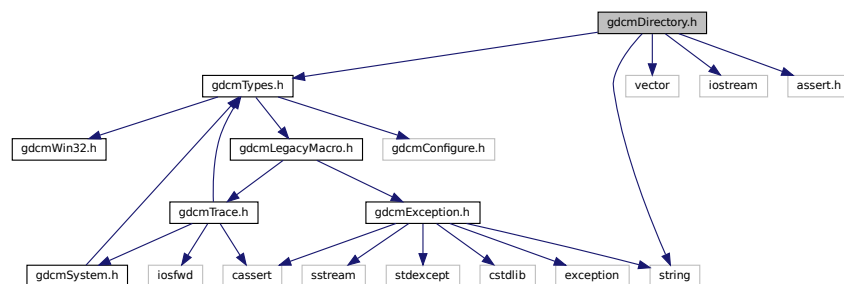 gdcmDirectory.h
gdcmTypes.h
vector
iostream
assert.h
gdcmWin32.h
gdcmLegacyMacro.h
gdcmConfigure.h
gdcmTrace.h
gdcmException.h
gdcmSystem.h
iosfwd
cassert
sstream
stdexcept
cstdlib
exception
string